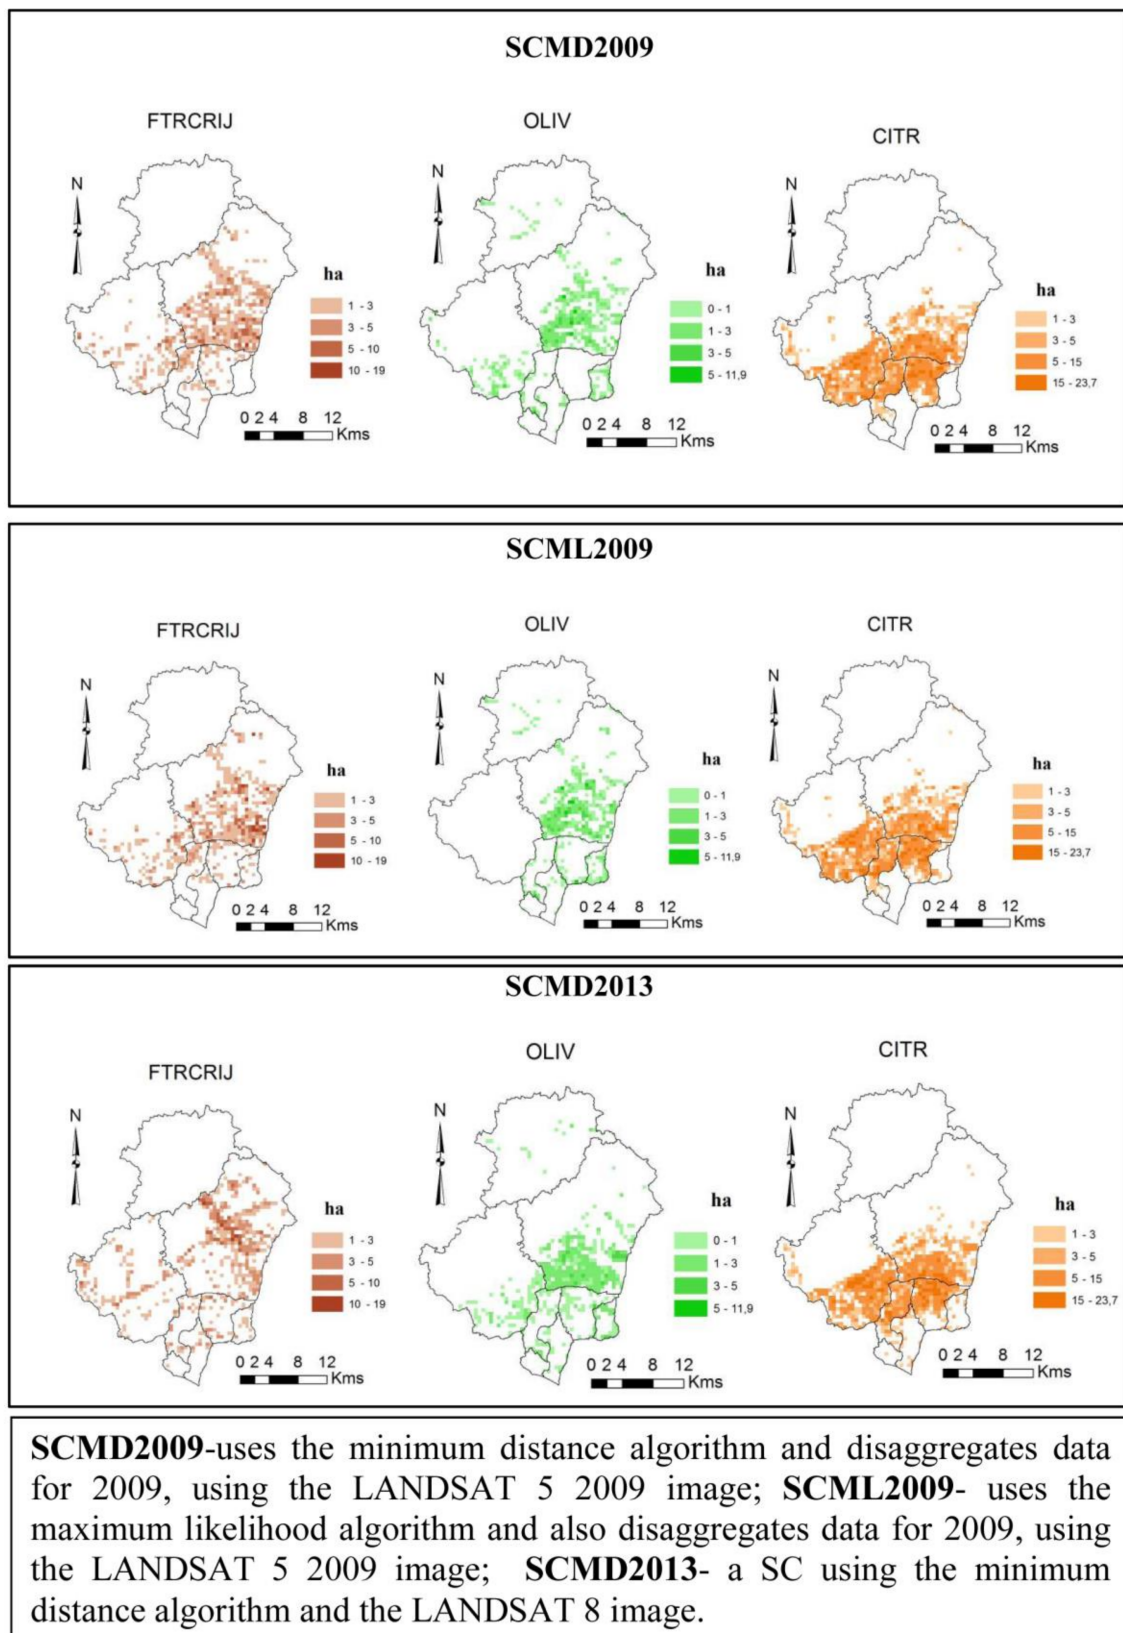 SCMD2009
FTRCRIJ
OLIV
CITR
N
N
N
ha
1 - 3
3 - 5
5 - 10
10 - 19
ha
0 - 1
1 - 3
3 - 5
5 - 11,9
ha
1 - 3
3 - 5
5 - 15
15 - 23,7
0 2 4 8 12
Kms
0 2 4 8 12
Kms
0 2 4 8 12
Kms
SCML2009
FTRCRIJ
OLIV
CITR
N
N
N
ha
1 - 3
3 - 5
5 - 10
10 - 19
ha
0 - 1
1 - 3
3 - 5
5 - 11,9
ha
1 - 3
3 - 5
5 - 15
15 - 23,7
0 2 4 8 12
Kms
0 2 4 8 12
Kms
0 2 4 8 12
Kms
SCMD2013
FTRCRIJ
OLIV
CITR
N
N
N
ha
1 - 3
3 - 5
5 - 10
10 - 19
ha
0 - 1
1 - 3
3 - 5
5 - 11,9
ha
1 - 3
3 - 5
5 - 15
15 - 23,7
0 2 4 8 12
Kms
0 2 4 8 12
Kms
0 2 4 8 12
Kms
SCMD2009-uses the minimum distance algorithm and disaggregates data
for 2009, using the LANDSAT 5 2009 image; SCML2009- uses the
maximum likelihood algorithm and also disaggregates data for 2009, using
the LANDSAT 5 2009 image; SCMD2013- a SC using the minimum
distance algorithm and the LANDSAT 8 image.